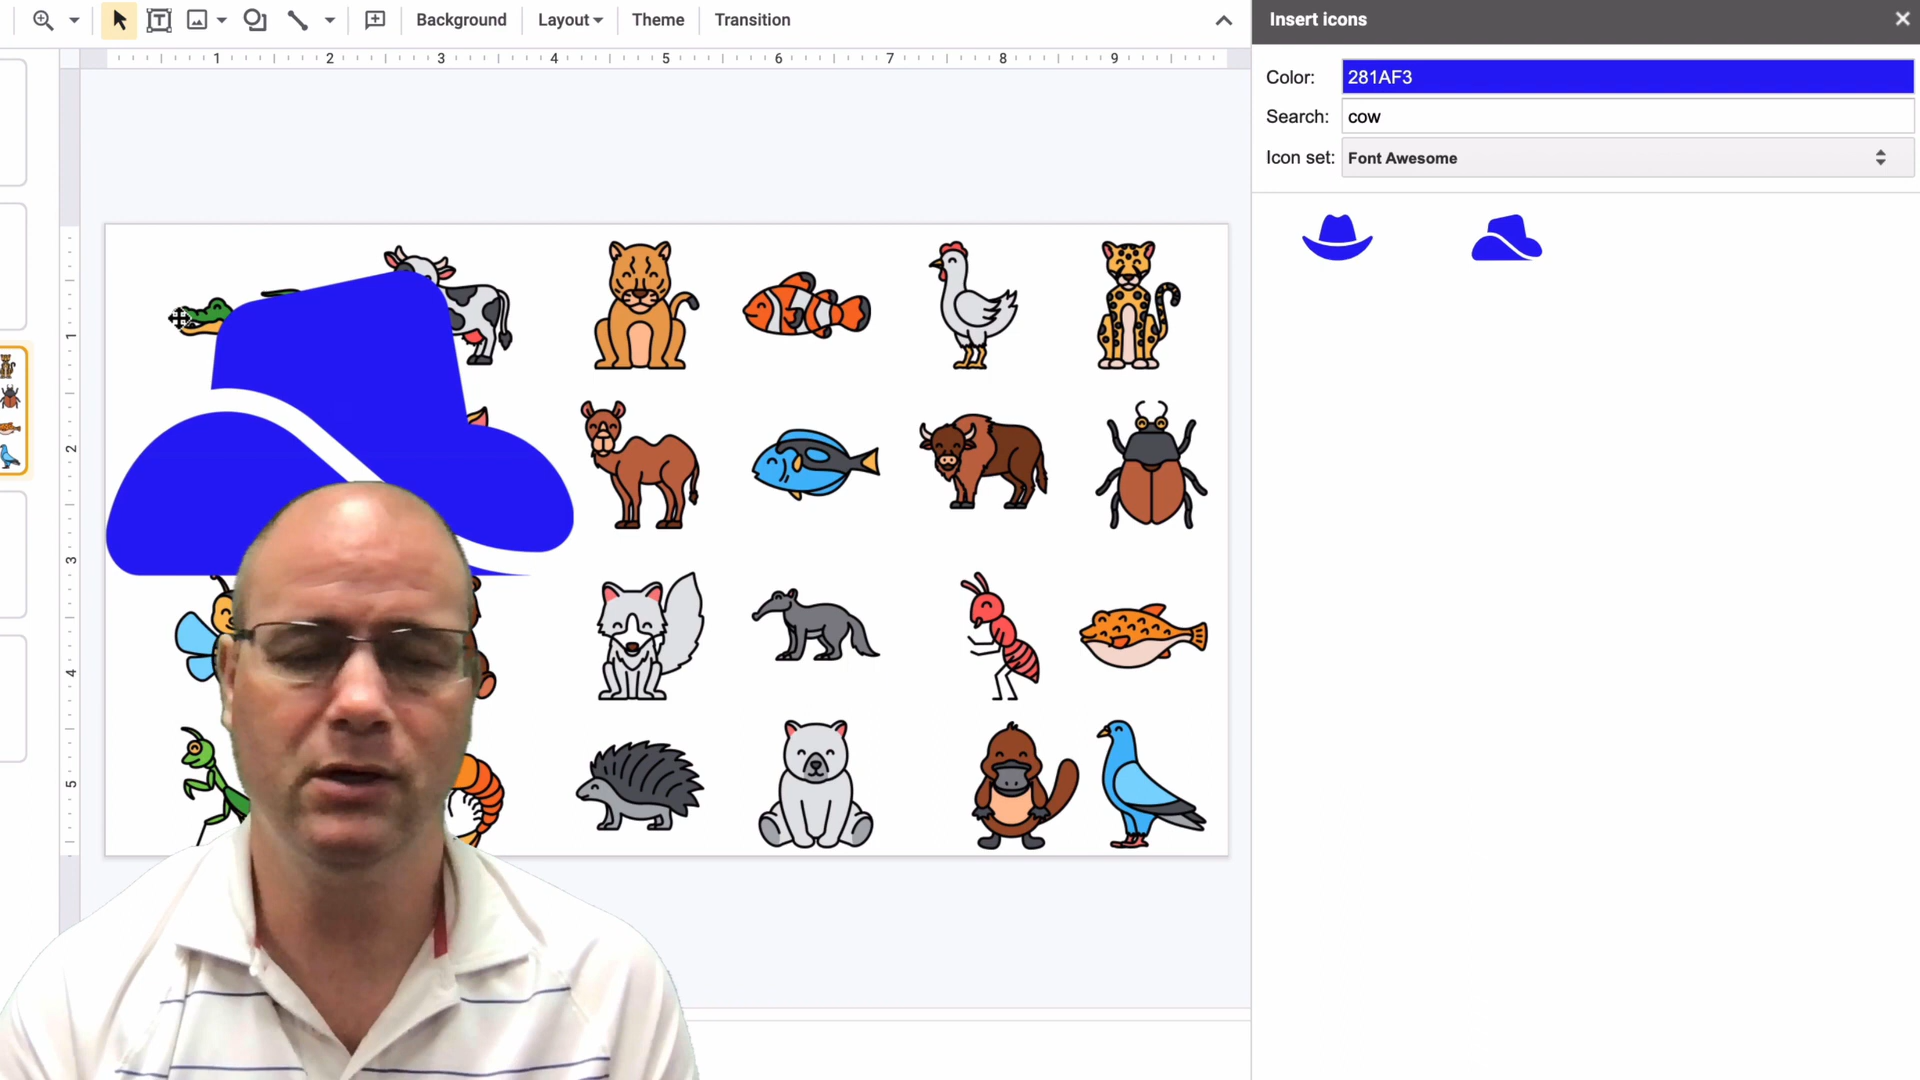 Background Layout Theme Transition
Insert icons
1 2 3 4 5 6 7 8 9
Color: 281AF3
Search: cow
Icon set: Font Awesome
1
2
3
4
5